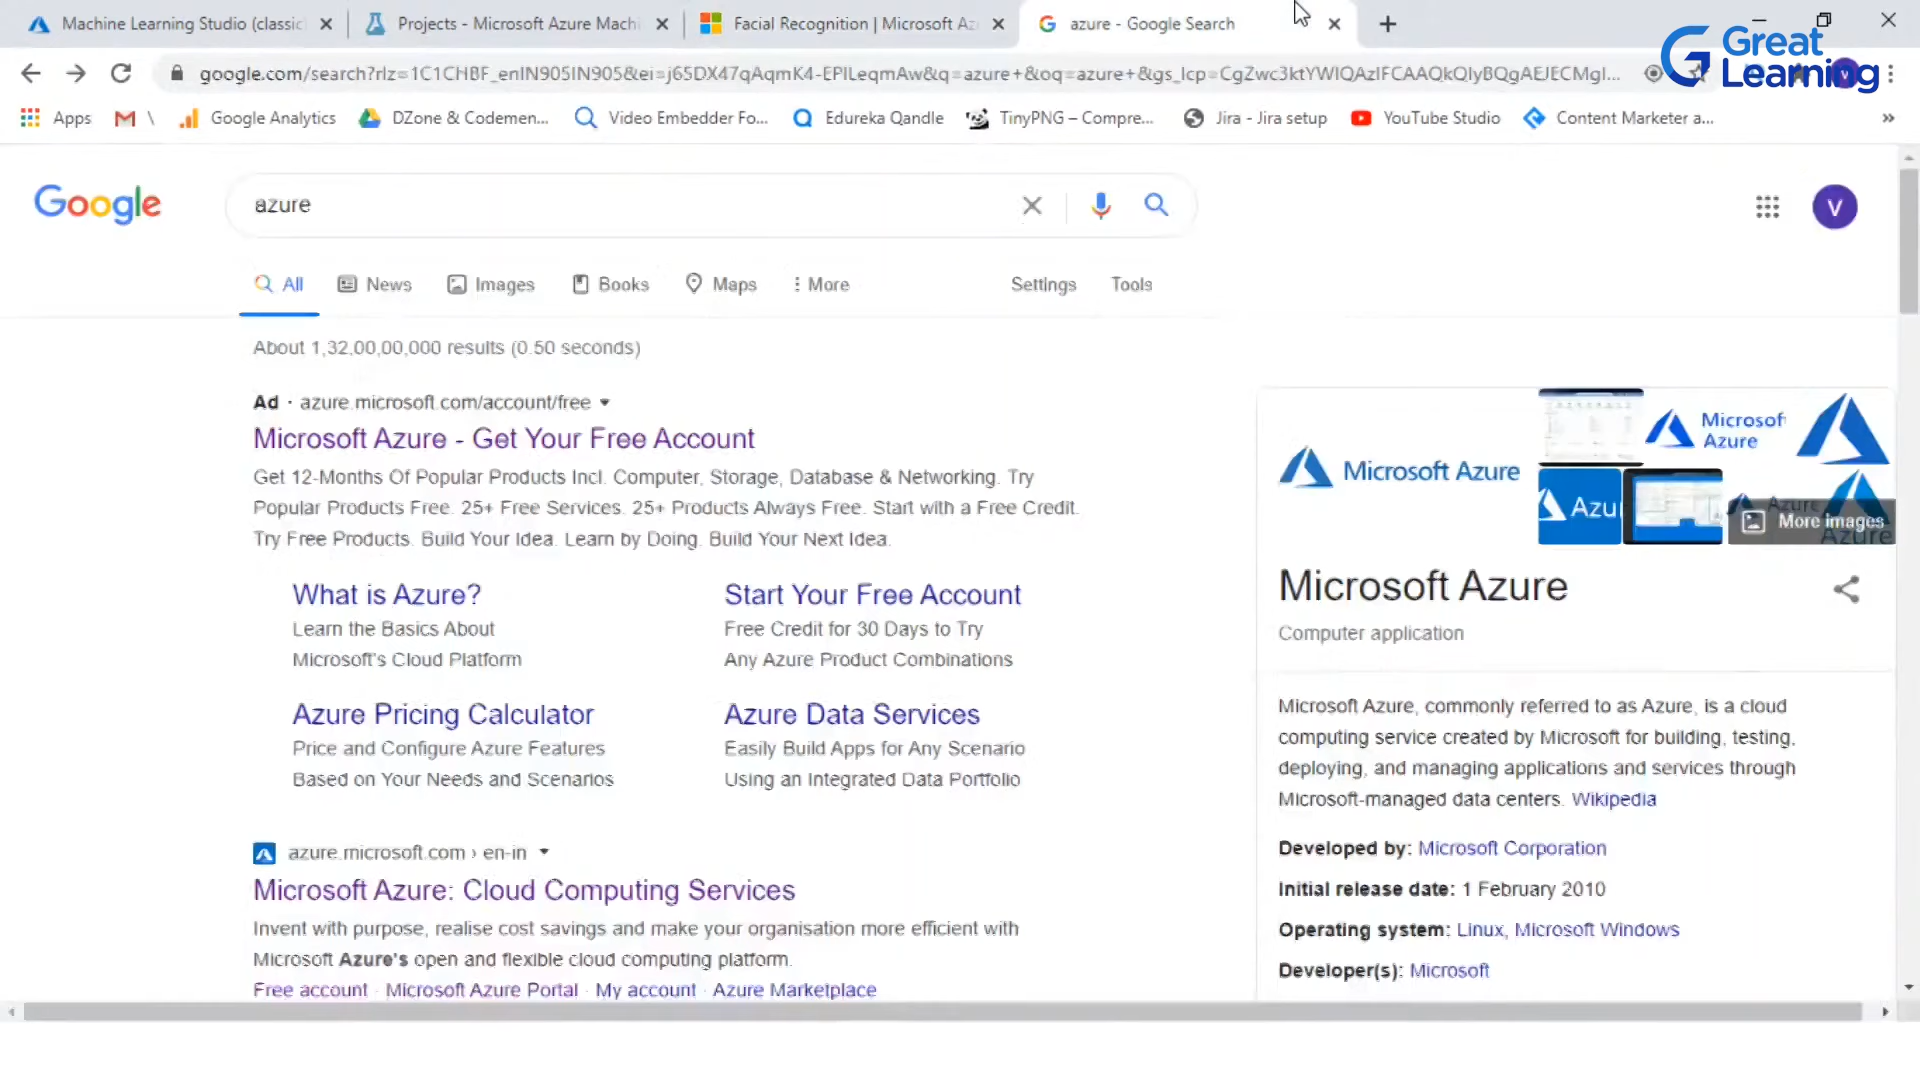 Machine Learning Studio (classic
Projects - Microsoft Azure Machi
Facial Recognition | Microsoft Az
azure - Google Search
Great
Learning
google.com/search?rlz=1C1CHBF_enIN905IN905&ei=j65DX47qAqmK4-EPlLeqmAw&q=azure+&oq=azure+&gs_lcp=CgZwc3ktYWIQAzIFCAAQkQIyBQgAEJECMgI...
Apps
Google Analytics
DZone & Codemen...
Video Embedder Fo...
Edureka Qandle
TinyPNG – Compre...
Jira - Jira setup
YouTube Studio
Content Marketer a...
»
Google
azure
V
All
News
Images
Books
Maps
More
Settings
Tools
About 1,32,00,00,000 results (0.50 seconds)
Ad · azure.microsoft.com/account/free
Microsoft Azure - Get Your Free Account
Get 12-Months Of Popular Products Incl. Computer, Storage, Database & Networking. Try
Popular Products Free. 25+ Free Services. 25+ Products Always Free. Start with a Free Credit.
Try Free Products. Build Your Idea. Learn by Doing. Build Your Next Idea.
What is Azure?
Learn the Basics About
Microsoft's Cloud Platform
Start Your Free Account
Free Credit for 30 Days to Try
Any Azure Product Combinations
Azure Pricing Calculator
Price and Configure Azure Features
Based on Your Needs and Scenarios
Azure Data Services
Easily Build Apps for Any Scenario
Using an Integrated Data Portfolio
azure.microsoft.com › en-in
Microsoft Azure: Cloud Computing Services
Invent with purpose, realise cost savings and make your organisation more efficient with
Microsoft Azure's open and flexible cloud computing platform.
Free account · Microsoft Azure Portal · My account · Azure Marketplace
Microsoft Azure
Microsoft
Azure
Azu
Azure
More images
Azure
Microsoft Azure
Computer application
Microsoft Azure, commonly referred to as Azure, is a cloud
computing service created by Microsoft for building, testing,
deploying, and managing applications and services through
Microsoft-managed data centers. Wikipedia
Developed by: Microsoft Corporation
Initial release date: 1 February 2010
Operating system: Linux, Microsoft Windows
Developer(s): Microsoft